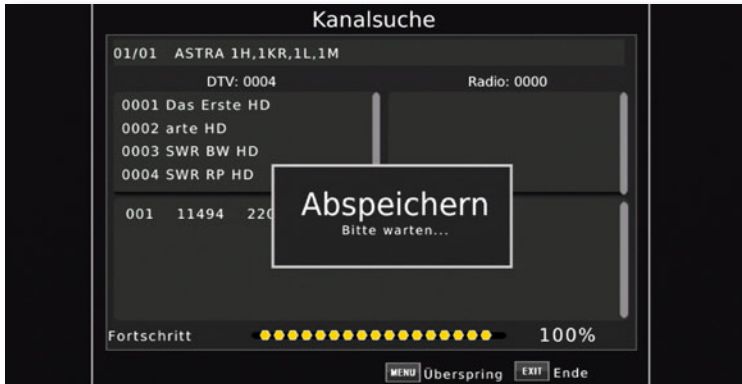 Kanalsuche
01/01 ASTRA 1H,1KR,1L,1M
DTV: 0004 Radio: 0000
0001 Das Erste HD
0002 arte HD
0003 SWR BW HD
0004 SWR RP HD
Abspeichern
Bitte warten...
001 11494 220
Fortschritt 100%
MENU Überspring EXIT Ende